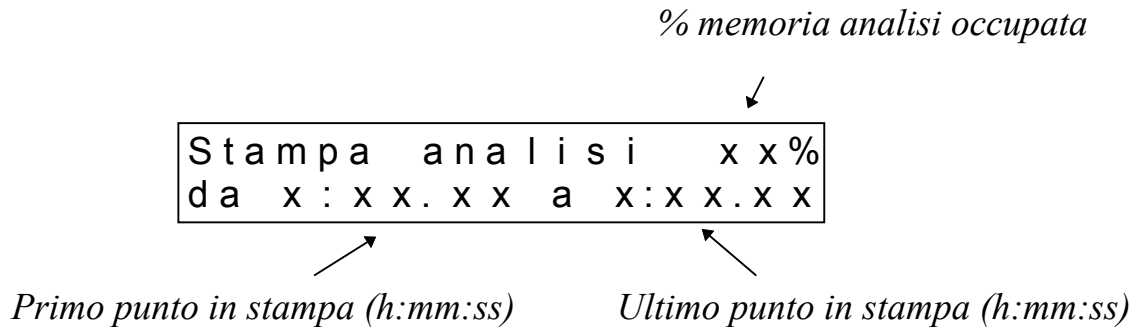 % memoria analisi occupata
Stampa analisi xx%
da x:xx.xx a x:xx.xx
Primo punto in stampa (h:mm:ss) Ultimo punto in stampa (h:mm:ss)